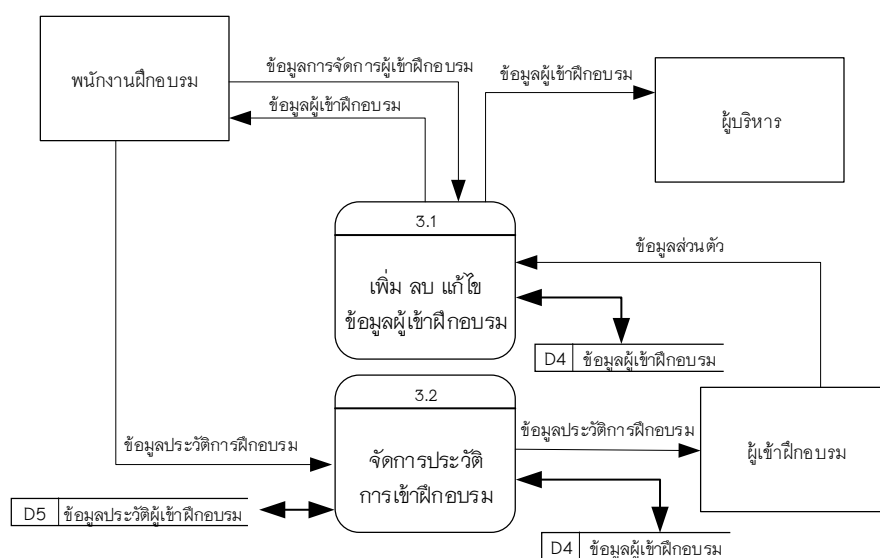 พนักงานฝึกอบรม
ข้อมูลการจัดการผู้เข้าฝึกอบรม
ข้อมูลผู้เข้าฝึกอบรม
ข้อมูลผู้เข้าฝึกอบรม
ผู้บริหาร
3.1
เพิ่ม ลบ แก้ไข
ข้อมูลผู้เข้าฝึกอบรม
ข้อมูลส่วนตัว
D4 ข้อมูลผู้เข้าฝึกอบรม
3.2
จัดการประวัติ
การเข้าฝึกอบรม
ข้อมูลประวัติการฝึกอบรม
ข้อมูลประวัติการฝึกอบรม
ผู้เข้าฝึกอบรม
D5 ข้อมูลประวัติผู้เข้าฝึกอบรม
D4 ข้อมูลผู้เข้าฝึกอบรม